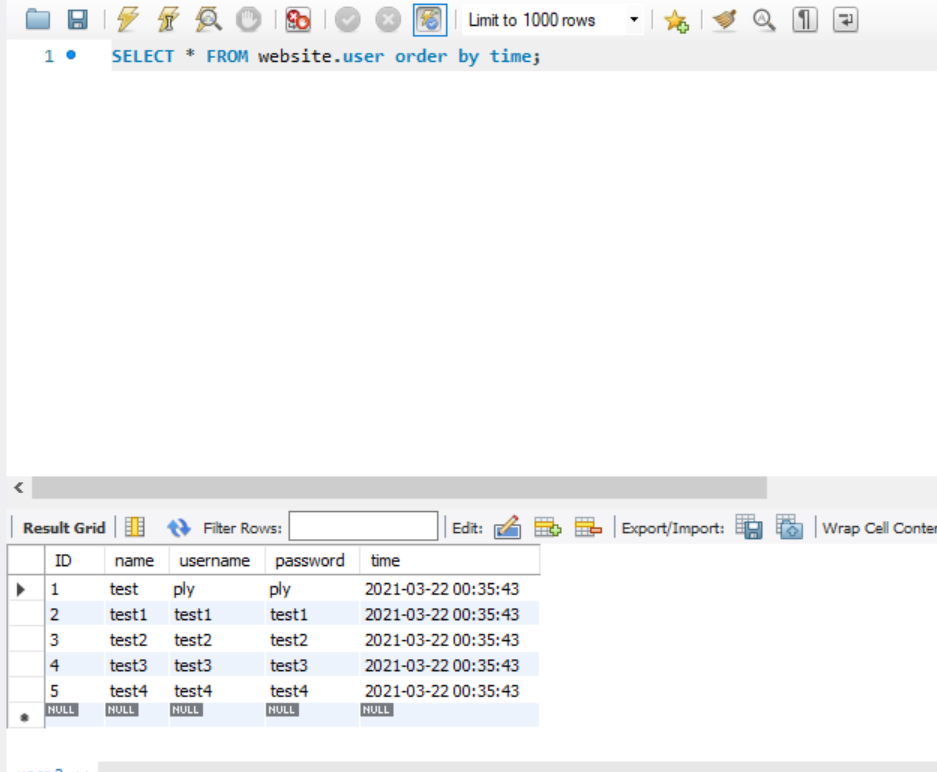 Limit to 1000 rows
1 SELECT * FROM website.user order by time;
Result Grid Filter Rows: Edit: Export/Import: Wrap Cell Conter
ID name username password time
1 test ply ply 2021-03-22 00:35:43
2 test1 test1 test1 2021-03-22 00:35:43
3 test2 test2 test2 2021-03-22 00:35:43
4 test3 test3 test3 2021-03-22 00:35:43
5 test4 test4 test4 2021-03-22 00:35:43
NULL NULL NULL NULL NULL